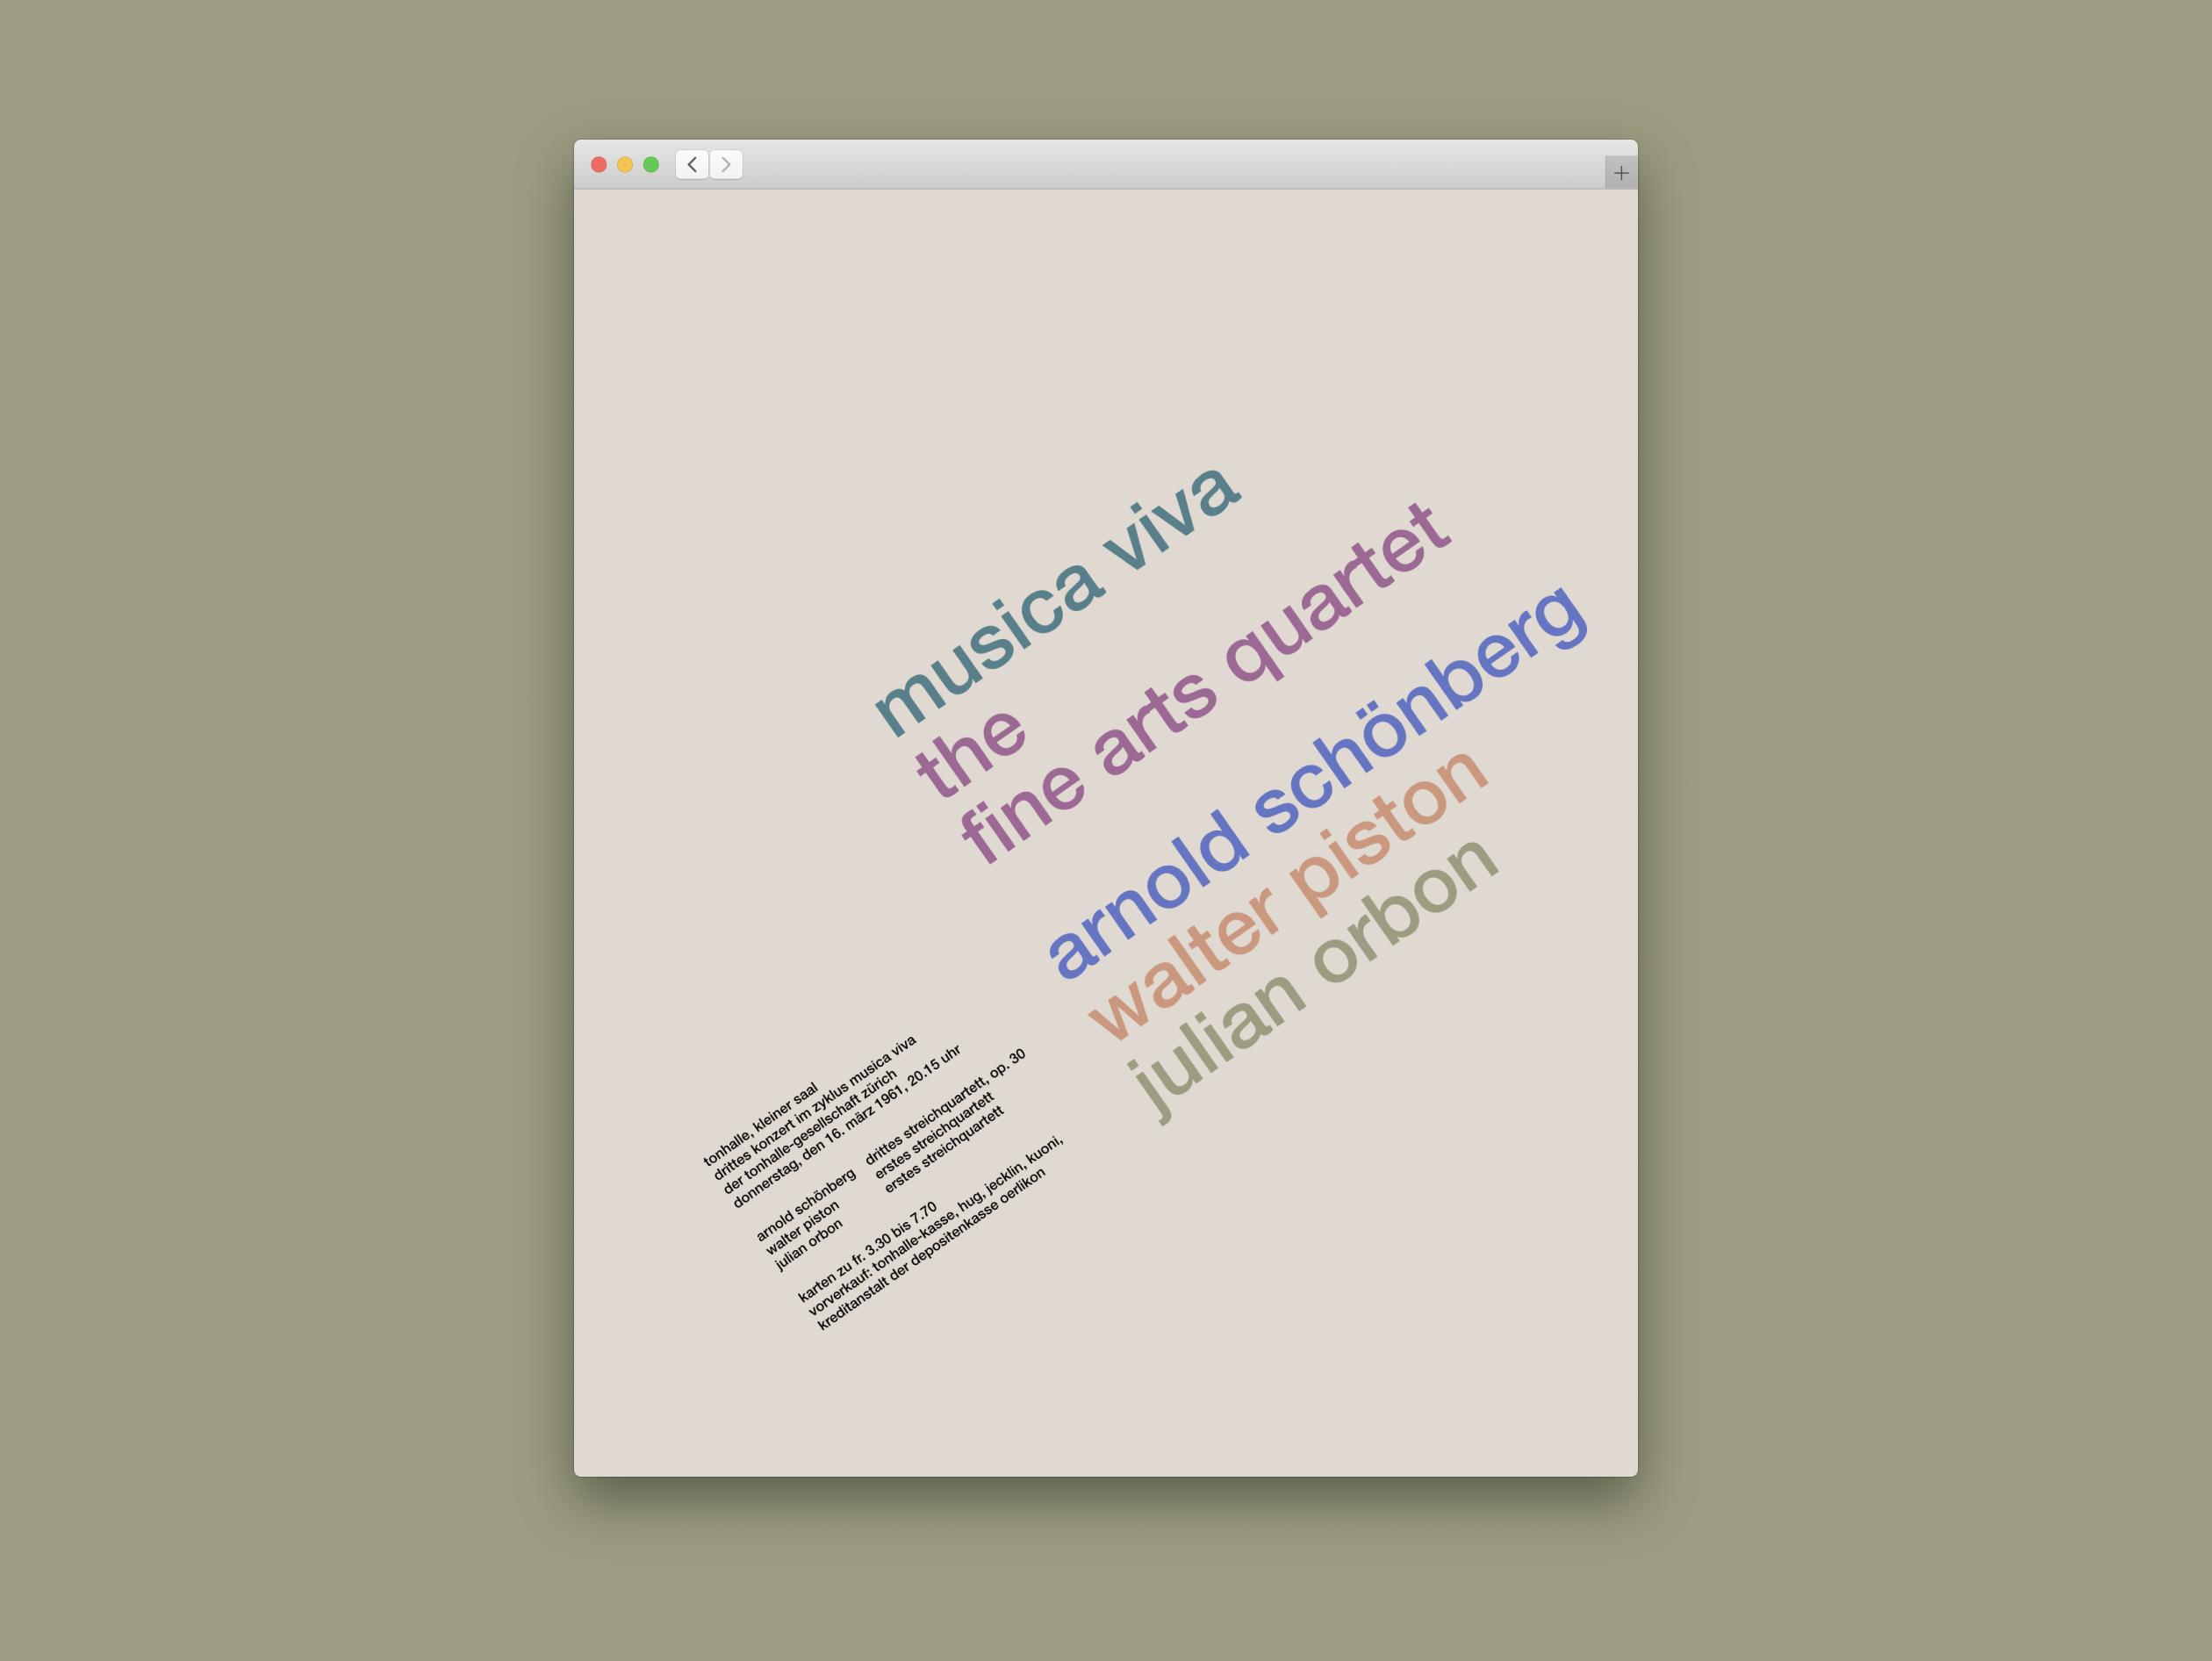 musica viva
the
fine arts quartet
arnold schönberg
walter piston
julian orbon
tonhalle, kleiner saal
drittes konzert im zyklus musica viva
der tonhalle-gesellschaft zürich
donnerstag, den 16. märz 1961, 20.15 uhr
arnold schönberg drittes streichquartett, op. 30
walter piston erstes streichquartett
julian orbon erstes streichquartett
karten zu fr. 3.30 bis 7.70
vorverkauf: tonhalle-kasse, hug, jecklin, kuoni,
kreditanstalt der depositenkasse oerlikon